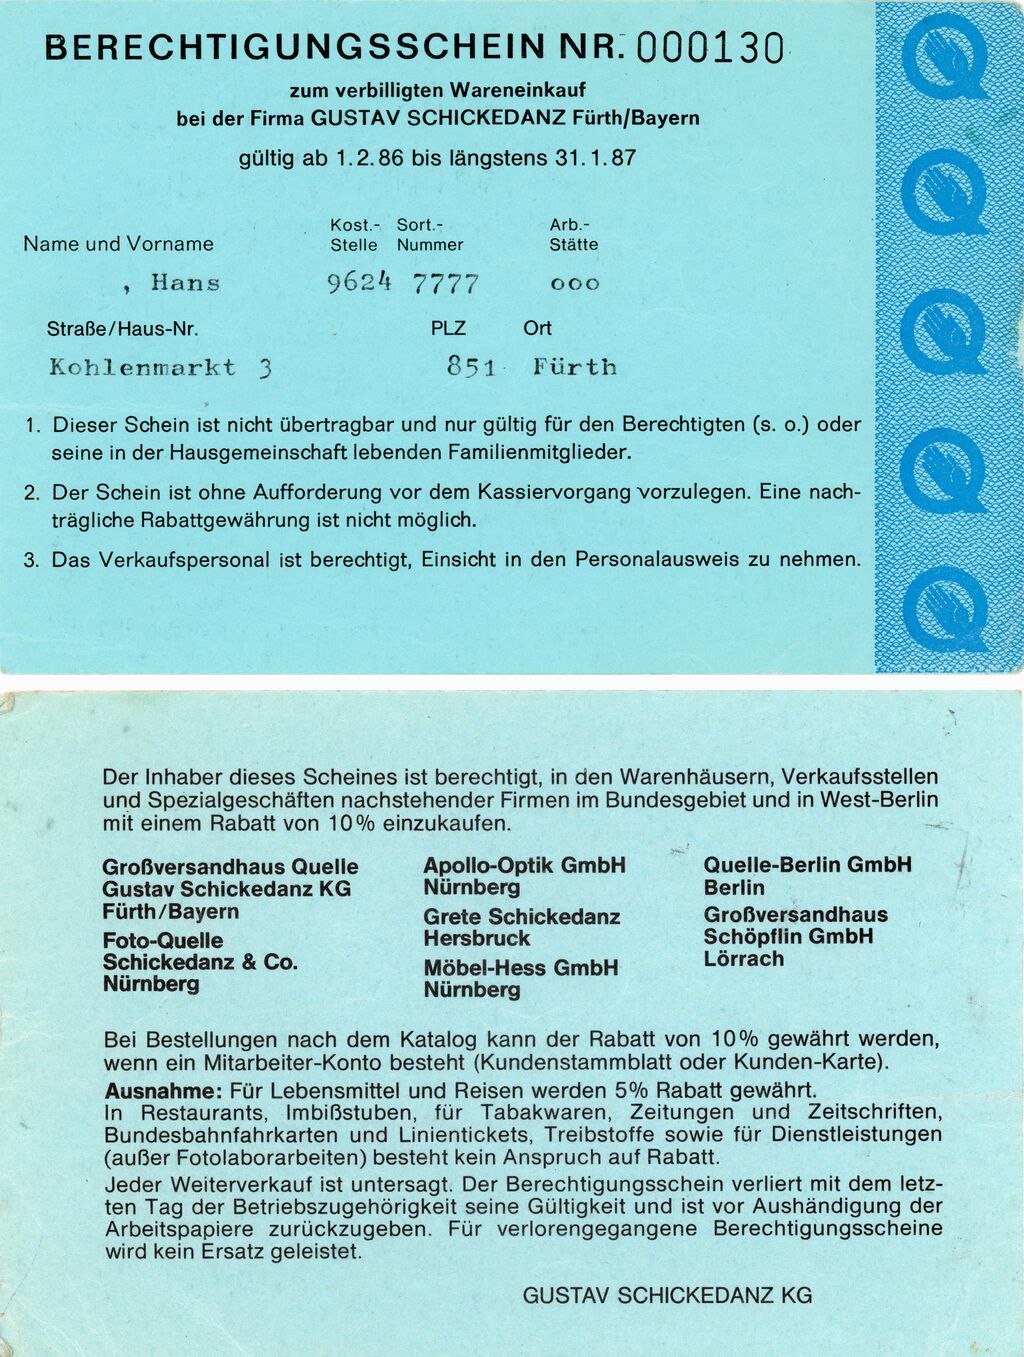 BERECHTIGUNGSSCHEIN NR. 000130
zum verbilligten Wareneinkauf
bei der Firma GUSTAV SCHICKEDANZ Fürth/Bayern
gültig ab 1.2.86 bis längstens 31.1.87
Kost.- Sort.- Arb.-
Name und Vorname Stelle Nummer Stätte
, Hans 9624 7777 ooo
Straße/Haus-Nr. PLZ Ort
Kohlenmarkt 3 851 Fürth
1. Dieser Schein ist nicht übertragbar und nur gültig für den Berechtigten (s. o.) oder
seine in der Hausgemeinschaft lebenden Familienmitglieder.
2. Der Schein ist ohne Aufforderung vor dem Kassiervorgang vorzulegen. Eine nach-
trägliche Rabattgewährung ist nicht möglich.
3. Das Verkaufspersonal ist berechtigt, Einsicht in den Personalausweis zu nehmen.
Der Inhaber dieses Scheines ist berechtigt, in den Warenhäusern, Verkaufsstellen
und Spezialgeschäften nachstehender Firmen im Bundesgebiet und in West-Berlin
mit einem Rabatt von 10% einzukaufen.
Großversandhaus Quelle
Gustav Schickedanz KG
Fürth/Bayern
Foto-Quelle
Schickedanz & Co.
Nürnberg
Apollo-Optik GmbH
Nürnberg
Grete Schickedanz
Hersbruck
Möbel-Hess GmbH
Nürnberg
Quelle-Berlin GmbH
Berlin
Großversandhaus
Schöpflin GmbH
Lörrach
Bei Bestellungen nach dem Katalog kann der Rabatt von 10% gewährt werden,
wenn ein Mitarbeiter-Konto besteht (Kundenstammblatt oder Kunden-Karte).
Ausnahme: Für Lebensmittel und Reisen werden 5% Rabatt gewährt.
In Restaurants, Imbißstuben, für Tabakwaren, Zeitungen und Zeitschriften,
Bundesbahnfahrkarten und Linientickets, Treibstoffe sowie für Dienstleistungen
(außer Fotolaborarbeiten) besteht kein Anspruch auf Rabatt.
Jeder Weiterverkauf ist untersagt. Der Berechtigungsschein verliert mit dem letz-
ten Tag der Betriebszugehörigkeit seine Gültigkeit und ist vor Aushändigung der
Arbeitspapiere zurückzugeben. Für verlorengegangene Berechtigungsscheine
wird kein Ersatz geleistet.
GUSTAV SCHICKEDANZ KG